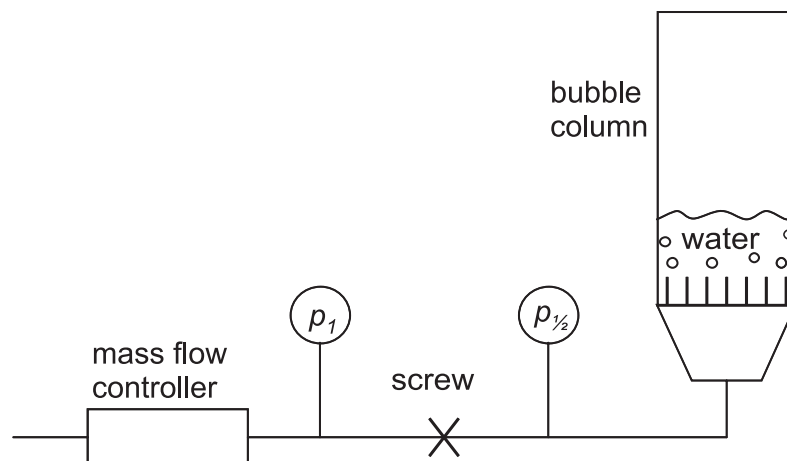 bubble
column
water
p1
p½
mass flow
controller
screw